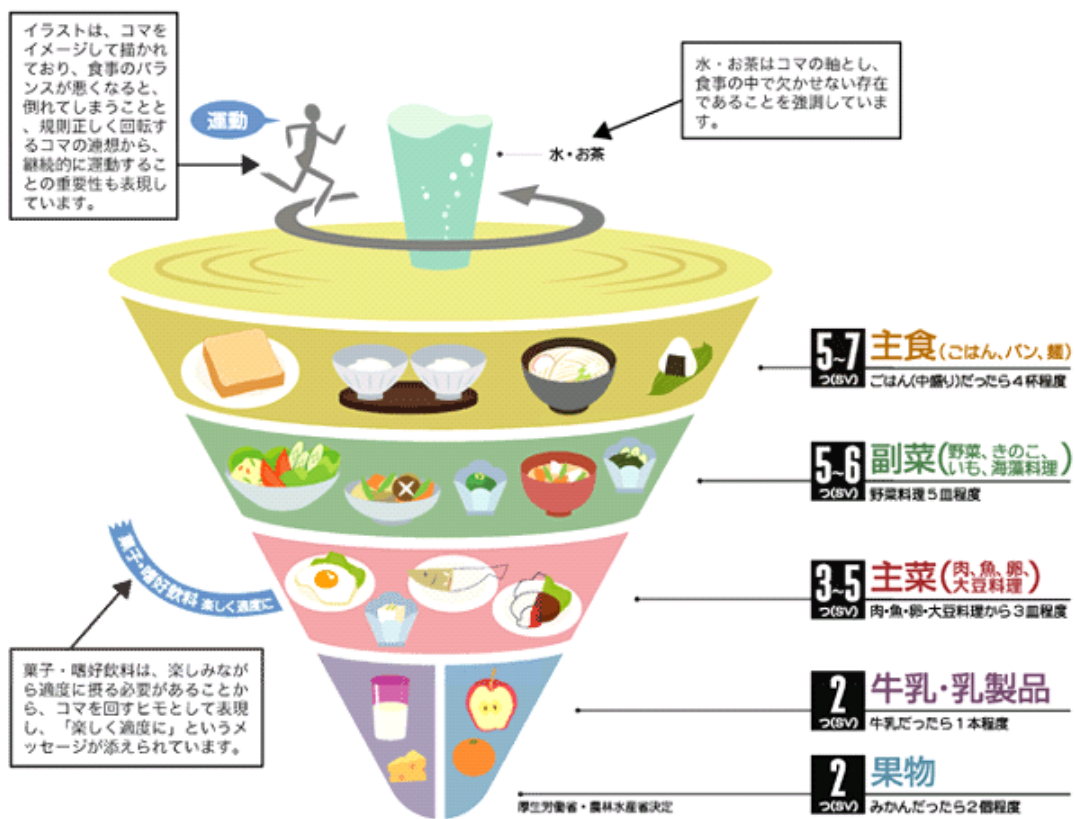 イラストは、コマを
イメージして描かれ
ており、食事のバラ
ンスが悪くなると、
倒れてしまうことと
、規則正しく回転す
るコマの連想から、
継続的に運動するこ
との重要性も表現し
ています。
運動
水・お茶はコマの軸とし、
食事の中で欠かせない存在
であることを強調していま
す。
水・お茶
5~7
つ(SV)
主食(ごはん、パン、麺)
ごはん(中盛り)だったら4杯程度
5~6
つ(SV)
副菜(野菜、きのこ、
いも、海藻料理)
野菜料理5皿程度
菓子・嗜好飲料 楽しく適度に
3~5
つ(SV)
主菜(肉、魚、卵、
大豆料理)
肉・魚・卵・大豆料理から3皿程度
菓子・嗜好飲料は、楽しみなが
ら適度に摂る必要があることか
ら、コマを回すヒモとして表現
し、「楽しく適度に」というメ
ッセージが添えられています。
2
つ(SV)
牛乳・乳製品
牛乳だったら1本程度
2
つ(SV)
果物
みかんだったら2個程度
厚生労働省・農林水産省決定